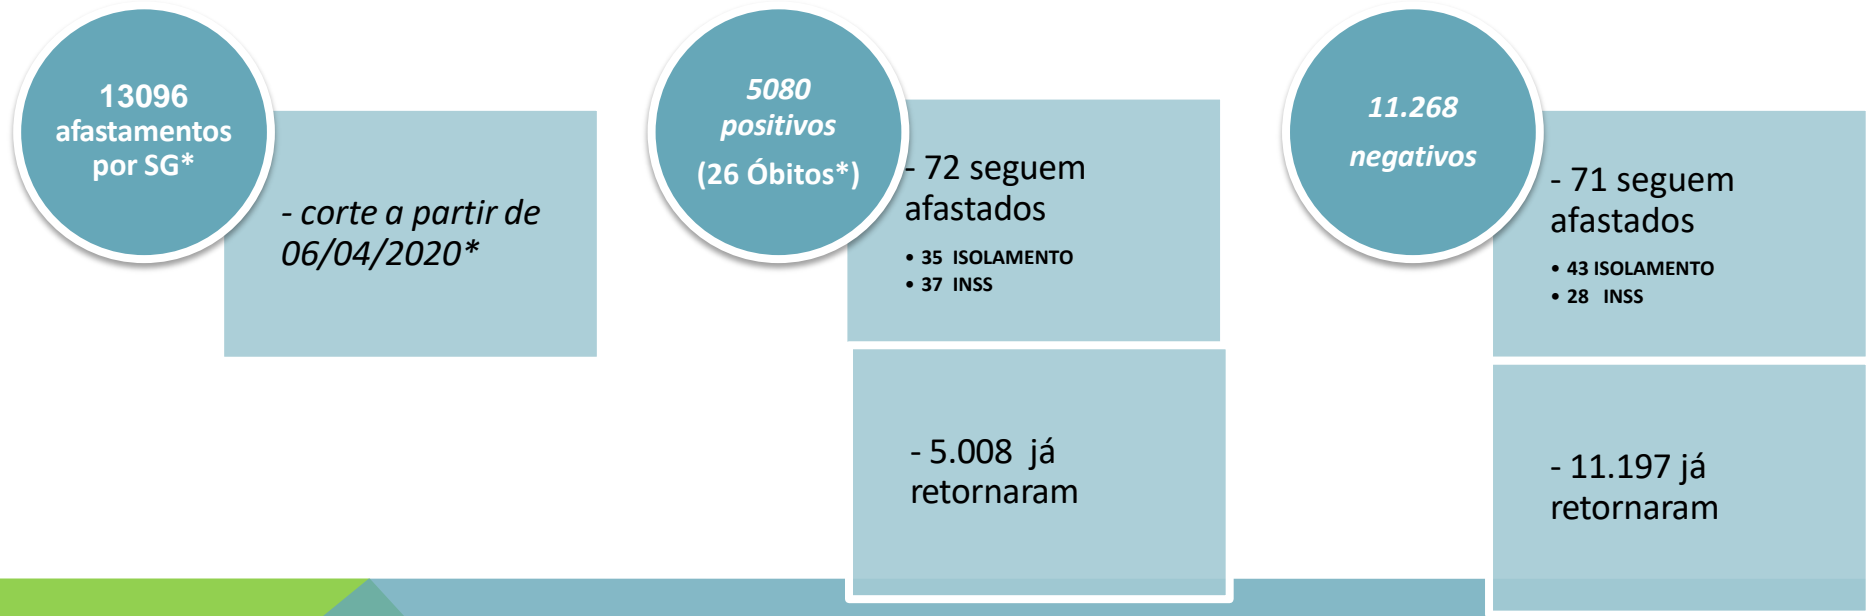 13096
afastamentos
por SG*
- corte a partir de
06/04/2020*
5080
positivos
(26 Óbitos*)
- 72 seguem
afastados
• 35 ISOLAMENTO
• 37 INSS
- 5.008 já
retornaram
11.268
negativos
- 71 seguem
afastados
• 43 ISOLAMENTO
• 28 INSS
- 11.197 já
retornaram